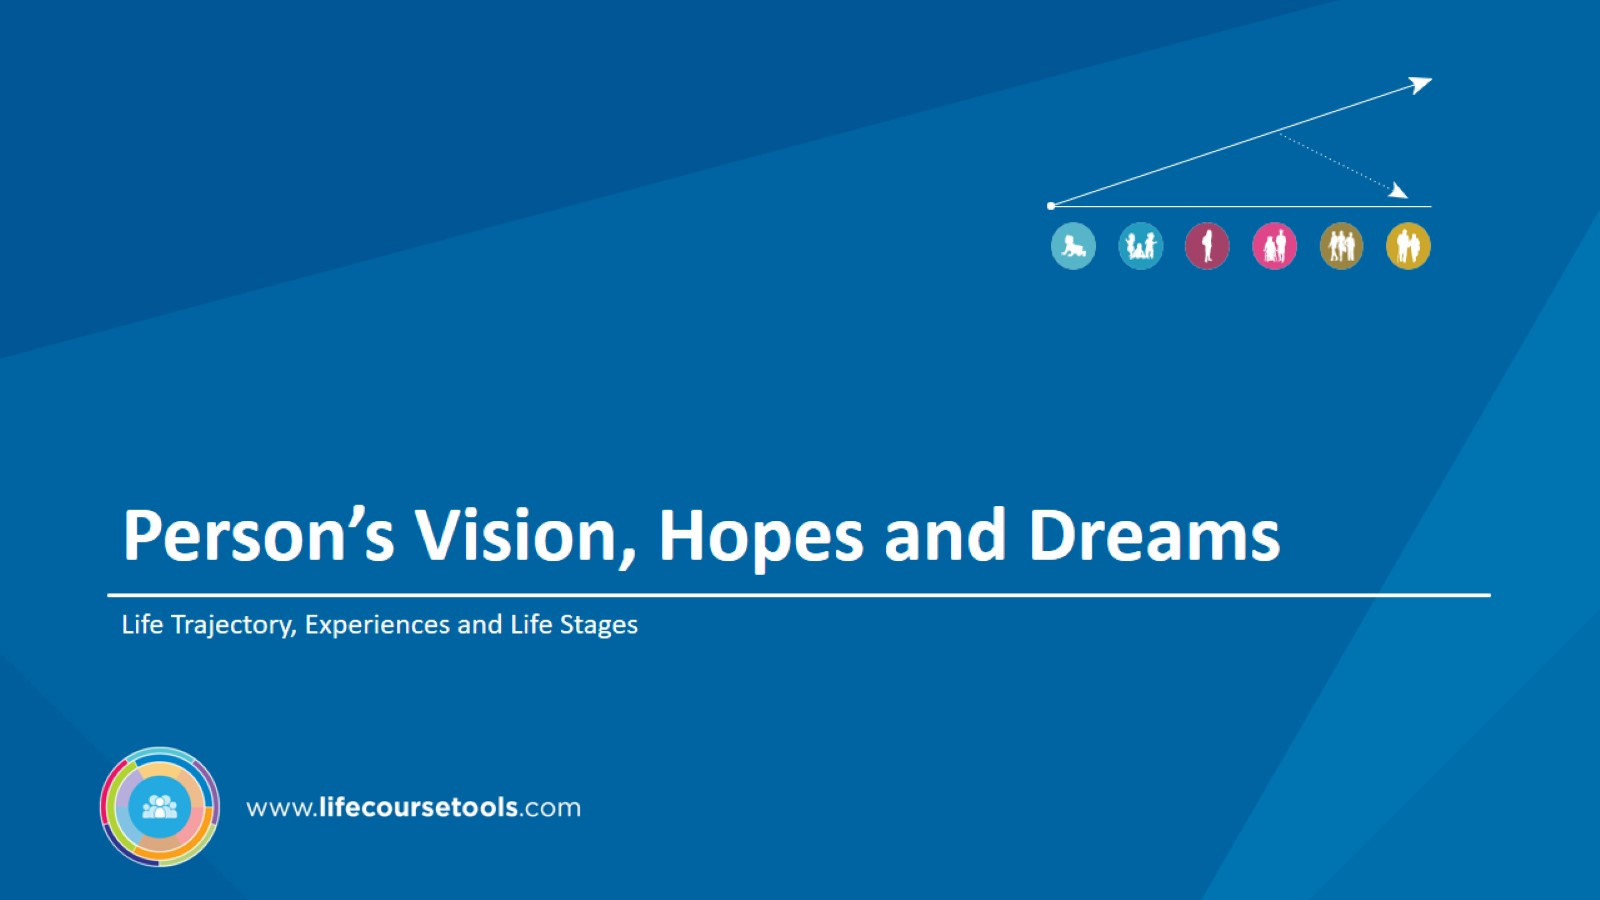 Person’s Vision, Hopes and Dreams
Life Trajectory, Experiences and Life Stages
www.lifecoursetools.com